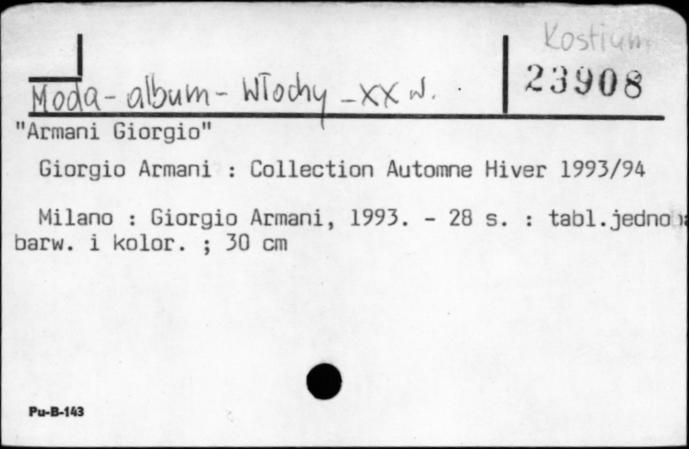 Kostium
23908
Moda - album - Włochy - XX w.
"Armani Giorgio"
Giorgio Armani : Collection Automne Hiver 1993/94
Milano : Giorgio Armani, 1993. - 28 s. : tabl.jedno
barw. i kolor. ; 30 cm
Pu-B-143